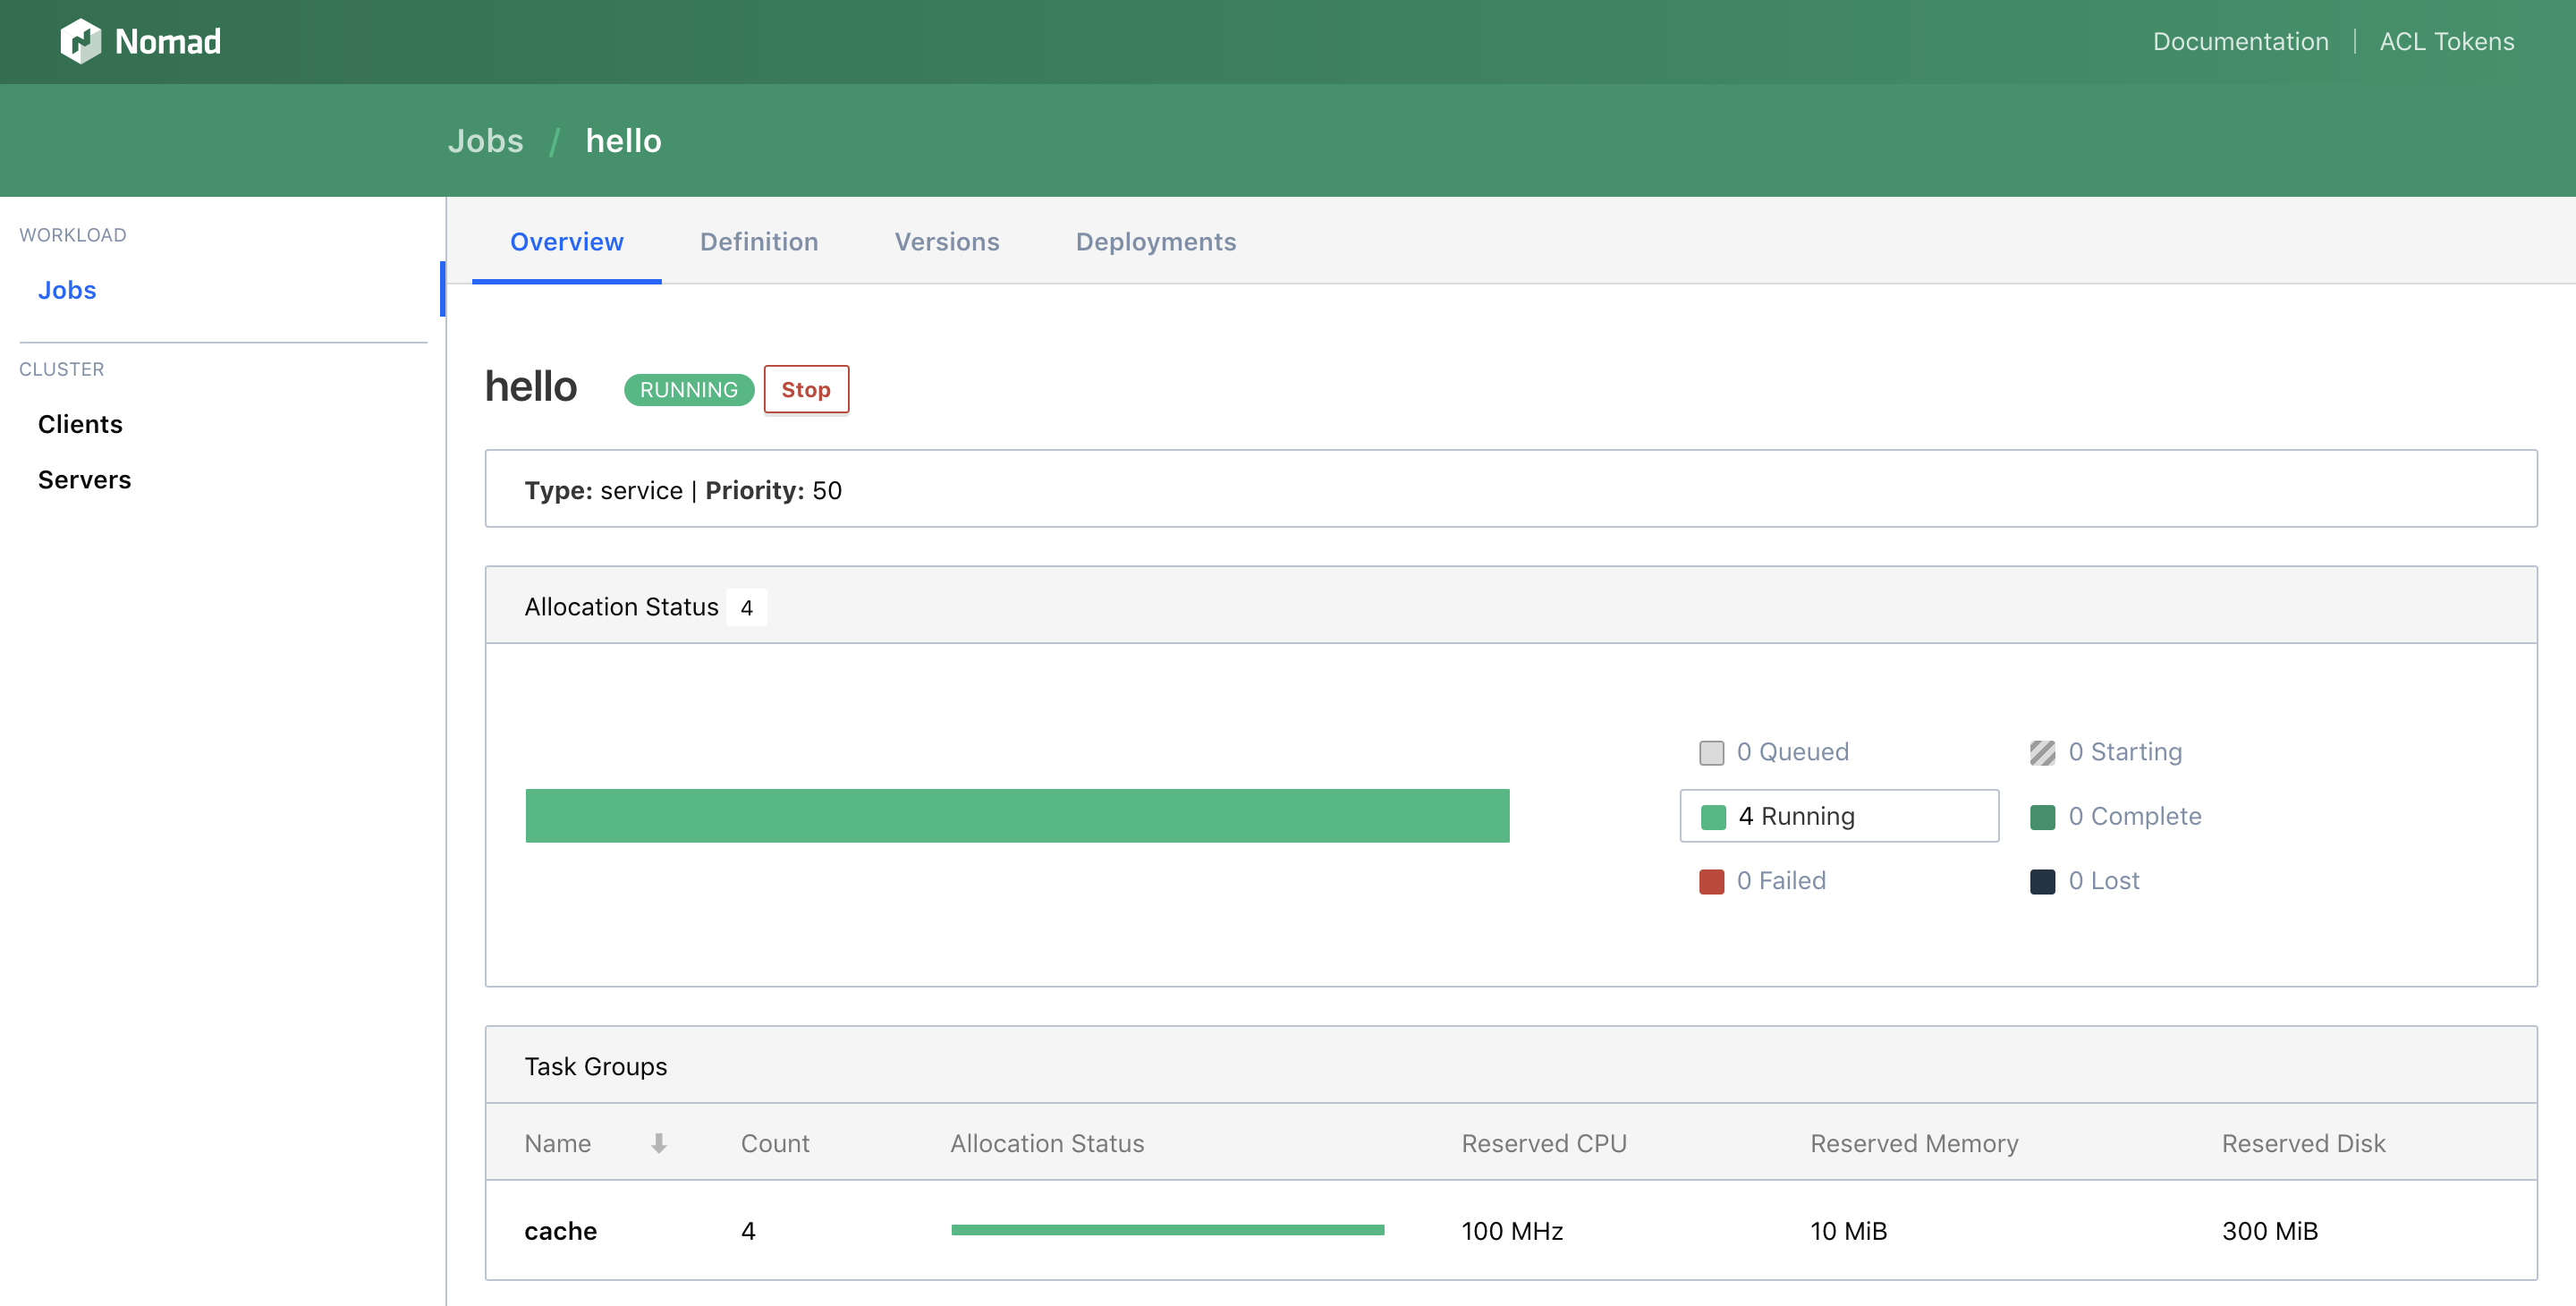 Nomad
Documentation | ACL Tokens
Jobs / hello
WORKLOAD
Jobs
CLUSTER
Clients
Servers
Overview Definition Versions Deployments
hello RUNNING Stop
Type: service | Priority: 50
Allocation Status 4
0 Queued 0 Starting
4 Running 0 Complete
0 Failed 0 Lost
Task Groups
Name Count Allocation Status Reserved CPU Reserved Memory Reserved Disk
cache 4 100 MHz 10 MiB 300 MiB